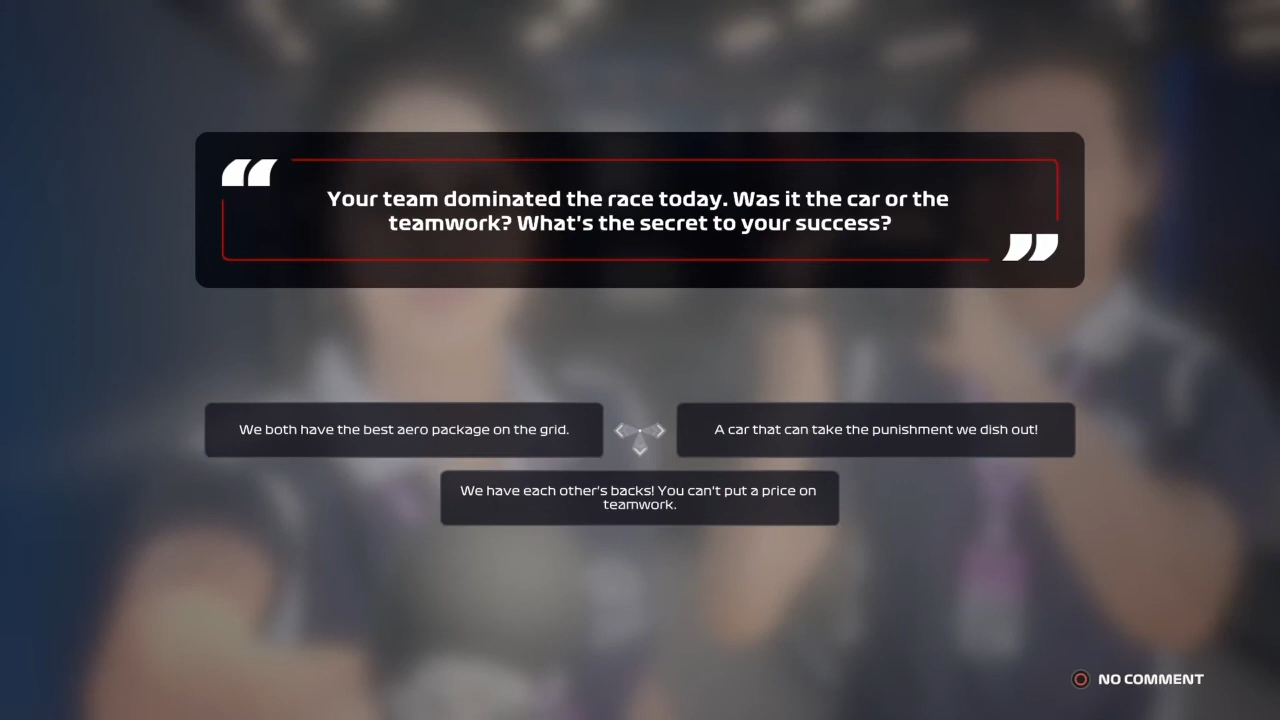 Your team dominated the race today. Was it the car or the
teamwork? What's the secret to your success?
We both have the best aero package on the grid.
A car that can take the punishment we dish out!
We have each other's backs! You can't put a price on
teamwork.
NO COMMENT